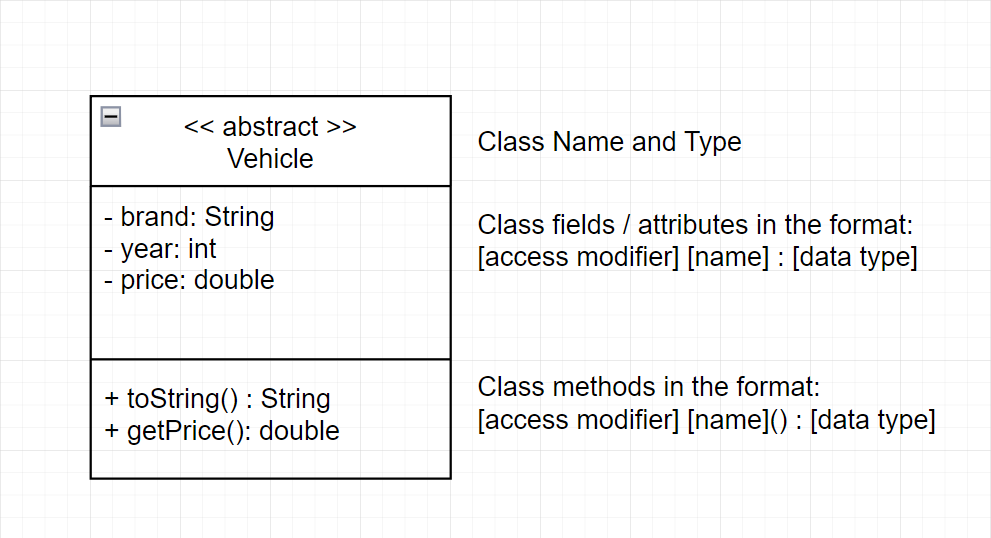 << abstract >>
Vehicle
Class Name and Type
- brand: String
- year: int
- price: double
Class fields / attributes in the format:
[access modifier] [name] : [data type]
+ toString() : String
+ getPrice(): double
Class methods in the format:
[access modifier] [name]() : [data type]